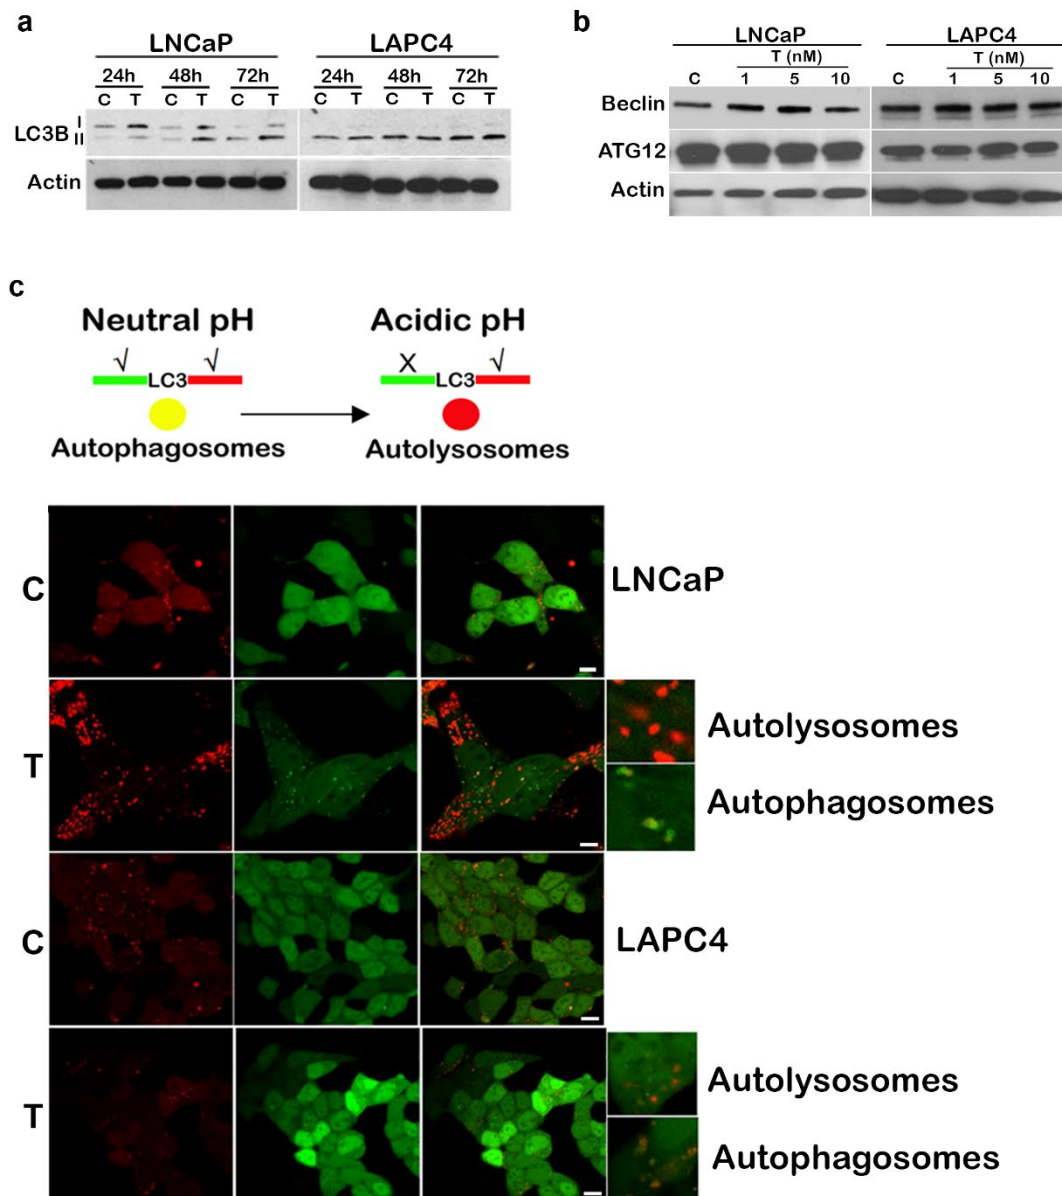 a
LNCaP LAPC4
24h 48h 72h 24h 48h 72h
C T C T C T C T C T C T
LC3B I
II
Actin
b
LNCaP LAPC4
T (nM) T (nM)
C 1 5 10 C 1 5 10
Beclin
ATG12
Actin
c
Neutral pH Acidic pH
√ √ X √
LC3 LC3
Autophagosomes Autolysosomes
C LNCaP
T Autolysosomes
Autophagosomes
C LAPC4
T Autolysosomes
Autophagosomes